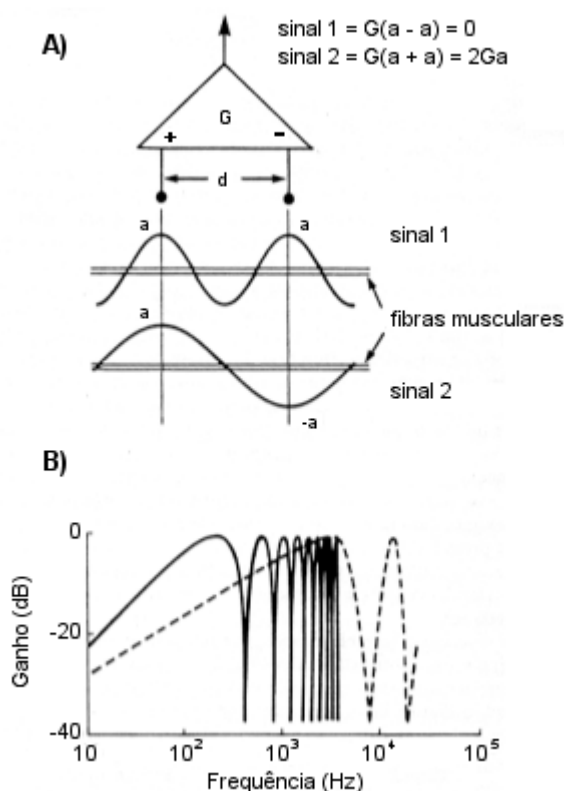 A)
sinal 1 = G(a - a) = 0
sinal 2 = G(a + a) = 2Ga
G
+ -
d
a a
sinal 1
fibras musculares
a
sinal 2
-a
B)
0
-20
-40
Ganho (dB)
10 10² 10³ 10⁴ 10⁵
Frequência (Hz)